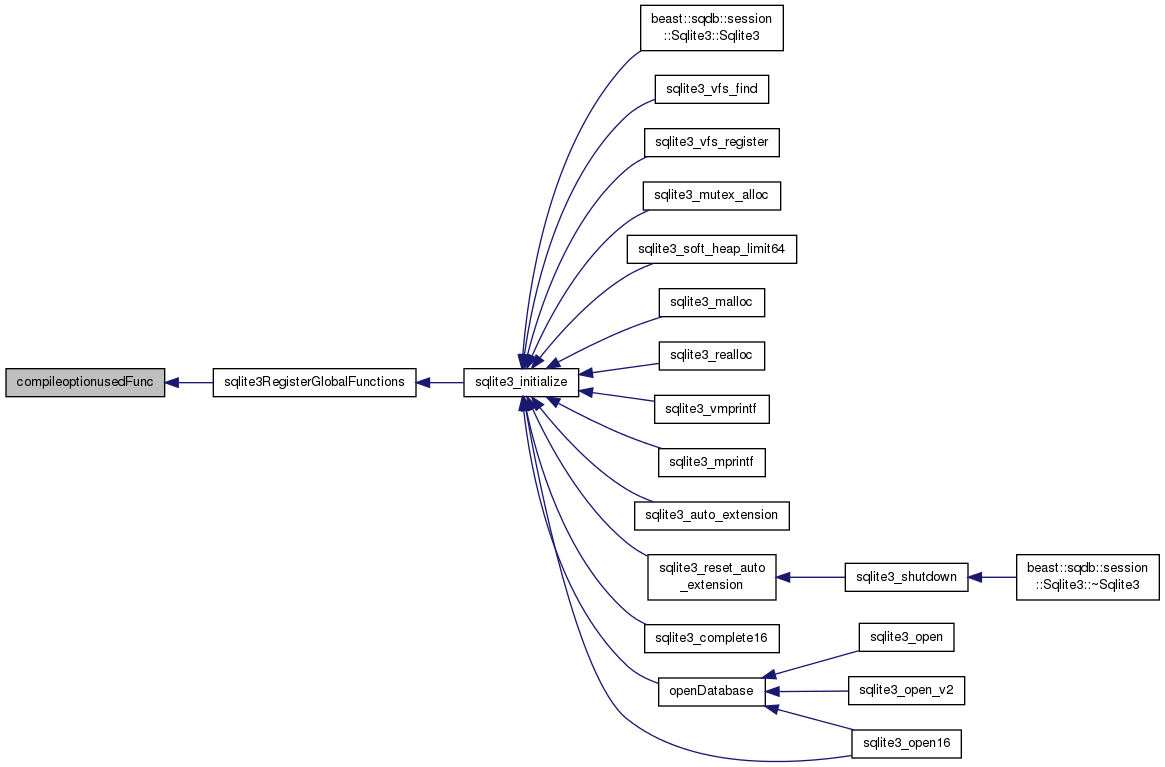 beast::sqdb::session
::Sqlite3::Sqlite3
sqlite3_vfs_find
sqlite3_vfs_register
sqlite3_mutex_alloc
sqlite3_soft_heap_limit64
sqlite3_malloc
sqlite3_realloc
compileoptionusedFunc
sqlite3RegisterGlobalFunctions
sqlite3_initialize
sqlite3_vmprintf
sqlite3_mprintf
sqlite3_auto_extension
sqlite3_reset_auto
_extension
sqlite3_shutdown
beast::sqdb::session
::Sqlite3::~Sqlite3
sqlite3_complete16
sqlite3_open
openDatabase
sqlite3_open_v2
sqlite3_open16